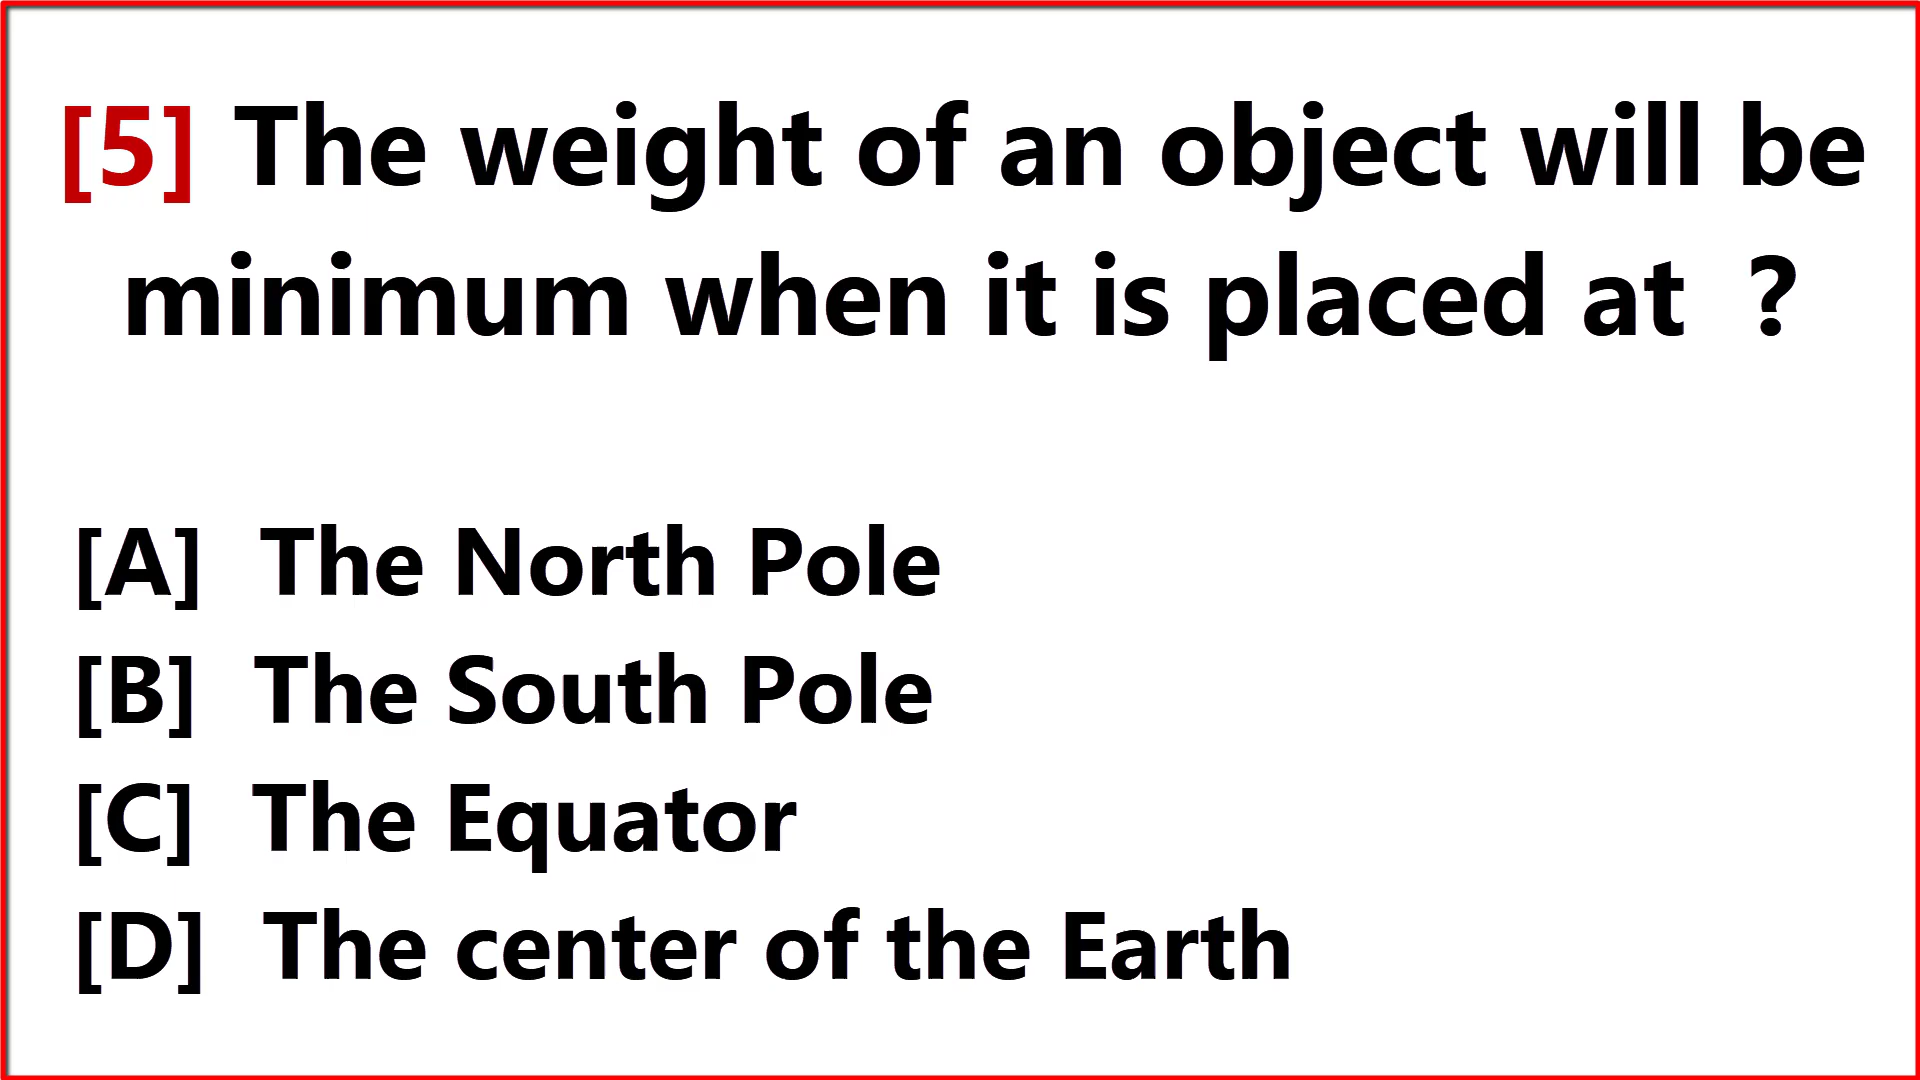 [5] The weight of an object will be
minimum when it is placed at ?
[A] The North Pole
[B] The South Pole
[C] The Equator
[D] The center of the Earth